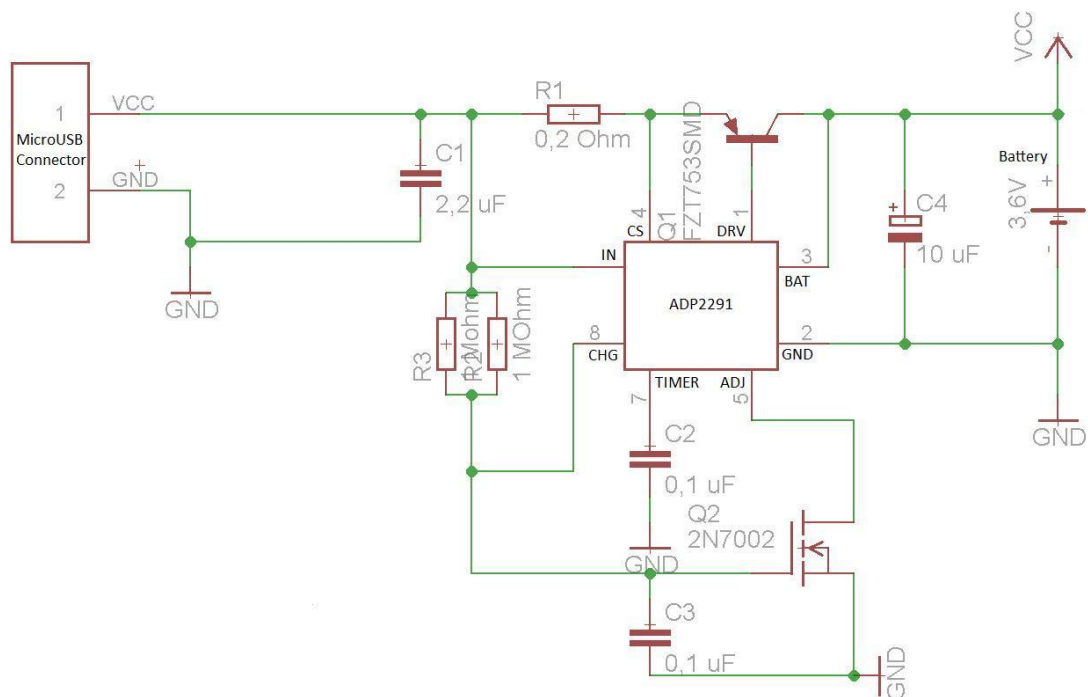 VCC
1
VCC
MicroUSB
Connector
2
GND
GND
C1
2,2 uF
R1
0,2 Ohm
Q1
FZT753SMD
4
CS
1
DRV
IN
3
BAT
ADP2291
8
CHG
2
GND
TIMER
ADJ
7
5
R3
1 Mohm
R2
1 MOhm
C4
10 uF
Battery
3,6V
+
-
GND
C2
0,1 uF
GND
Q2
2N7002
C3
0,1 uF
GND